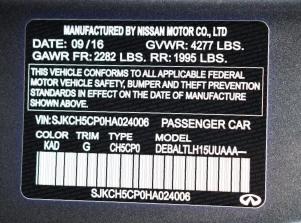 MANUFACTURED BY NISSAN MOTOR CO., LTD
DATE: 09/16 GVWR: 4277 LBS.
GAWR FR: 2282 LBS. RR: 1995 LBS.
THIS VEHICLE CONFORMS TO ALL APPLICABLE FEDERAL
MOTOR VEHICLE SAFETY, BUMPER AND THEFT PREVENTION
STANDARDS IN EFFECT ON THE DATE OF MFR. SHOWN ABOVE.
VIN: SJKCH5CP0HA024006 PASSENGER CAR
COLOR TRIM TYPE MODEL
KAD G CH5CP0 DEBALTLH15UUAAA---
SJKCH5CP0HA024006
INFINITI